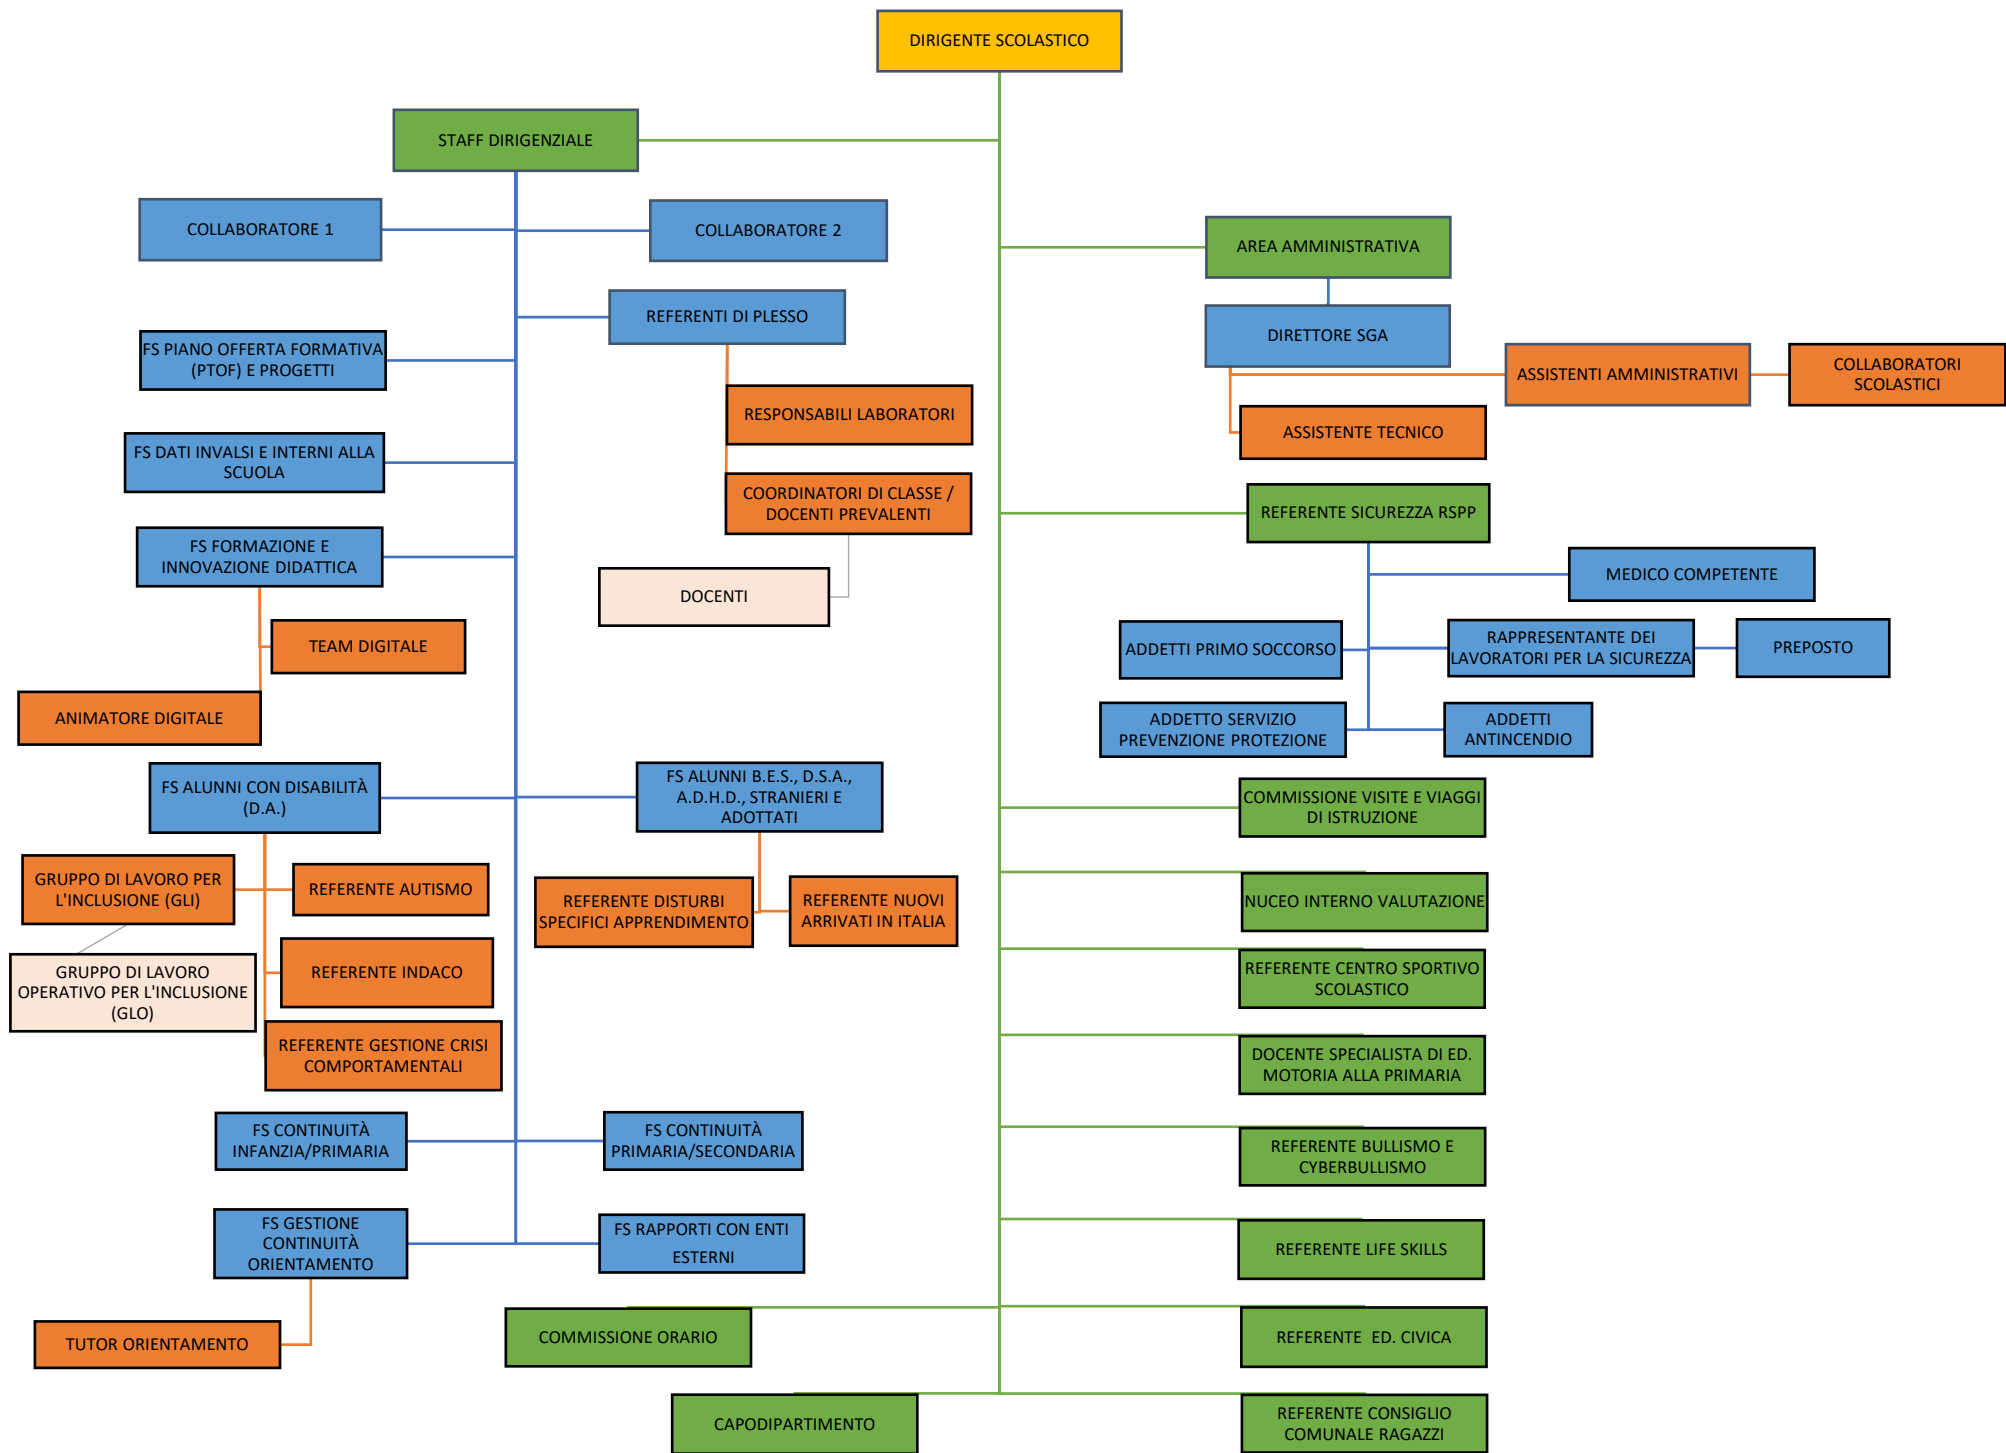 DIRIGENTE SCOLASTICO
STAFF DIRIGENZIALE
COLLABORATORE 1
COLLABORATORE 2
AREA AMMINISTRATIVA
REFERENTI DI PLESSO
DIRETTORE SGA
FS PIANO OFFERTA FORMATIVA
(PTOF) E PROGETTI
ASSISTENTI AMMINISTRATIVI
COLLABORATORI
SCOLASTICI
RESPONSABILI LABORATORI
ASSISTENTE TECNICO
FS DATI INVALSI E INTERNI ALLA
SCUOLA
COORDINATORI DI CLASSE /
DOCENTI PREVALENTI
REFERENTE SICUREZZA RSPP
FS FORMAZIONE E
INNOVAZIONE DIDATTICA
MEDICO COMPETENTE
DOCENTI
TEAM DIGITALE
ADDETTI PRIMO SOCCORSO
RAPPRESENTANTE DEI
LAVORATORI PER LA SICUREZZA
PREPOSTO
ANIMATORE DIGITALE
ADDETTO SERVIZIO
PREVENZIONE PROTEZIONE
ADDETTI
ANTINCENDIO
FS ALUNNI CON DISABILITÀ
(D.A.)
FS ALUNNI B.E.S., D.S.A.,
A.D.H.D., STRANIERI E
ADOTTATI
COMMISSIONE VISITE E VIAGGI
DI ISTRUZIONE
GRUPPO DI LAVORO PER
L'INCLUSIONE (GLI)
REFERENTE AUTISMO
REFERENTE DISTURBI
SPECIFICI APPRENDIMENTO
REFERENTE NUOVI
ARRIVATI IN ITALIA
NUCEO INTERNO VALUTAZIONE
GRUPPO DI LAVORO
OPERATIVO PER L'INCLUSIONE
(GLO)
REFERENTE INDACO
REFERENTE CENTRO SPORTIVO
SCOLASTICO
REFERENTE GESTIONE CRISI
COMPORTAMENTALI
DOCENTE SPECIALISTA DI ED.
MOTORIA ALLA PRIMARIA
FS CONTINUITÀ
INFANZIA/PRIMARIA
FS CONTINUITÀ
PRIMARIA/SECONDARIA
REFERENTE BULLISMO E
CYBERBULLISMO
FS GESTIONE
CONTINUITÀ
ORIENTAMENTO
FS RAPPORTI CON ENTI
ESTERNI
REFERENTE LIFE SKILLS
TUTOR ORIENTAMENTO
COMMISSIONE ORARIO
REFERENTE  ED. CIVICA
CAPODIPARTIMENTO
REFERENTE CONSIGLIO
COMUNALE RAGAZZI